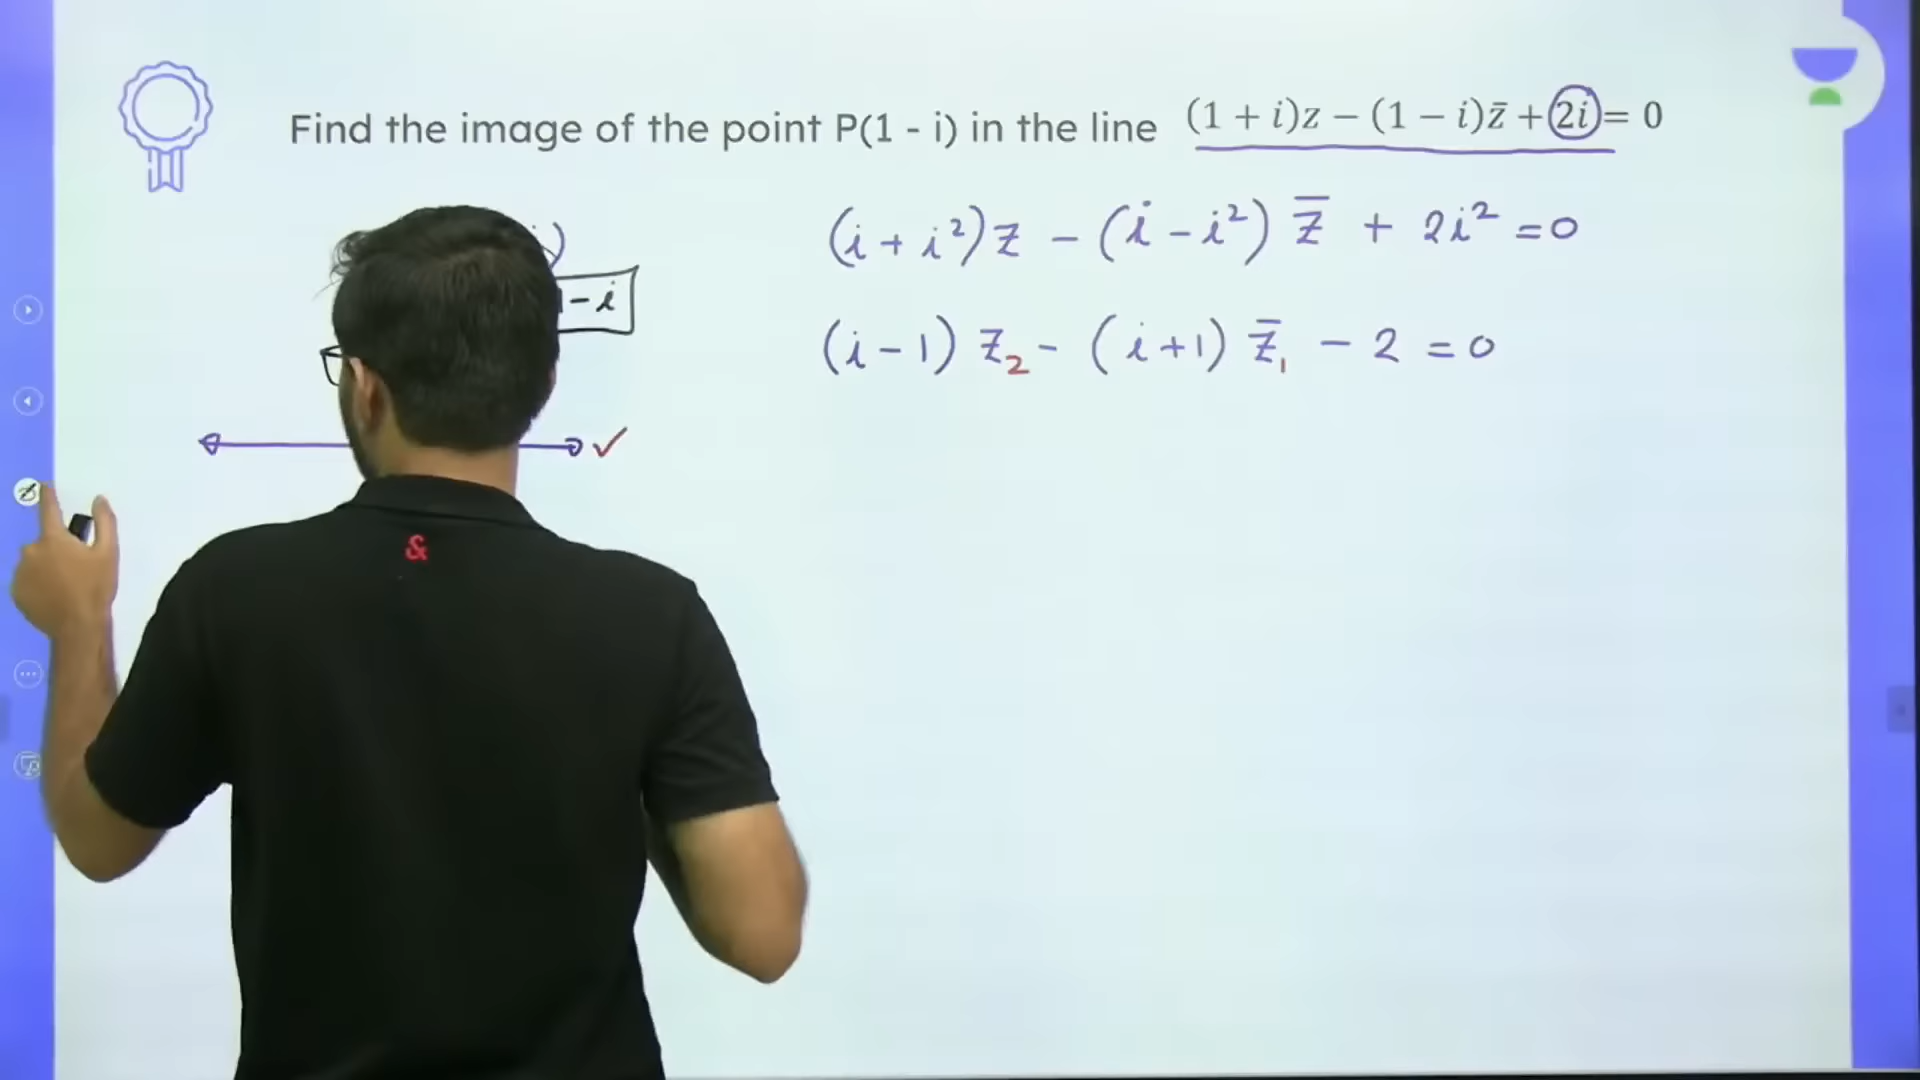 Find the image of the point P(1 - i) in the line (1 + i)z − (1 − i)z̄ + 2i = 0
(i + i²)z − (i − i²) z̄ + 2i² = 0
- i
(i − 1) z₂ − (i + 1) z̄₁ − 2 = 0
&